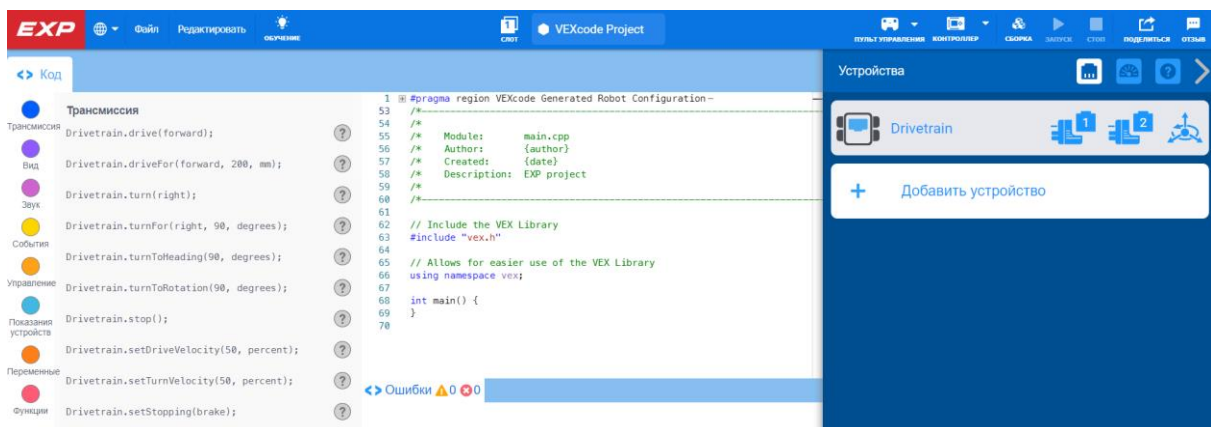 EXP
Файл
Редактировать
ОБУЧЕНИЕ
1
СЛОТ
VEXcode Project
ПУЛЬТ УПРАВЛЕНИЯ
КОНТРОЛЛЕР
СБОРКА
ЗАПУСК
СТОП
ПОДЕЛИТЬСЯ
ОТЗЫВ
<> Код
Трансмиссия
Вид
Звук
События
Управление
Показания
устройств
Переменные
Функции
Трансмиссия
Drivetrain.drive(forward); ?
Drivetrain.driveFor(forward, 200, mm); ?
Drivetrain.turn(right); ?
Drivetrain.turnFor(right, 90, degrees); ?
Drivetrain.turnToHeading(90, degrees); ?
Drivetrain.turnToRotation(90, degrees); ?
Drivetrain.stop(); ?
Drivetrain.setDriveVelocity(50, percent); ?
Drivetrain.setTurnVelocity(50, percent); ?
Drivetrain.setStopping(brake); ?
1 #pragma region VEXcode Generated Robot Configuration
53 /*----------------------------------------------------------------------------
54 /*
55 /* Module: main.cpp
56 /* Author: {author}
57 /* Created: {date}
58 /* Description: EXP project
59 /*
60 /*----------------------------------------------------------------------------
61
62 // Include the VEX Library
63 #include "vex.h"
64
65 // Allows for easier use of the VEX Library
66 using namespace vex;
67
68 int main() {
69 }
70
<> Ошибки 0 0
Устройства
?
Drivetrain 1 2
+ Добавить устройство